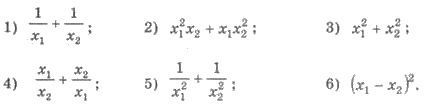 1) 1/x₁ + 1/x₂ ; 2) x₁²x₂ + x₁x₂² ; 3) x₁² + x₂² ;
4) x₁/x₂ + x₂/x₁ ; 5) 1/x₁² + 1/x₂² ; 6) (x₁ − x₂)².